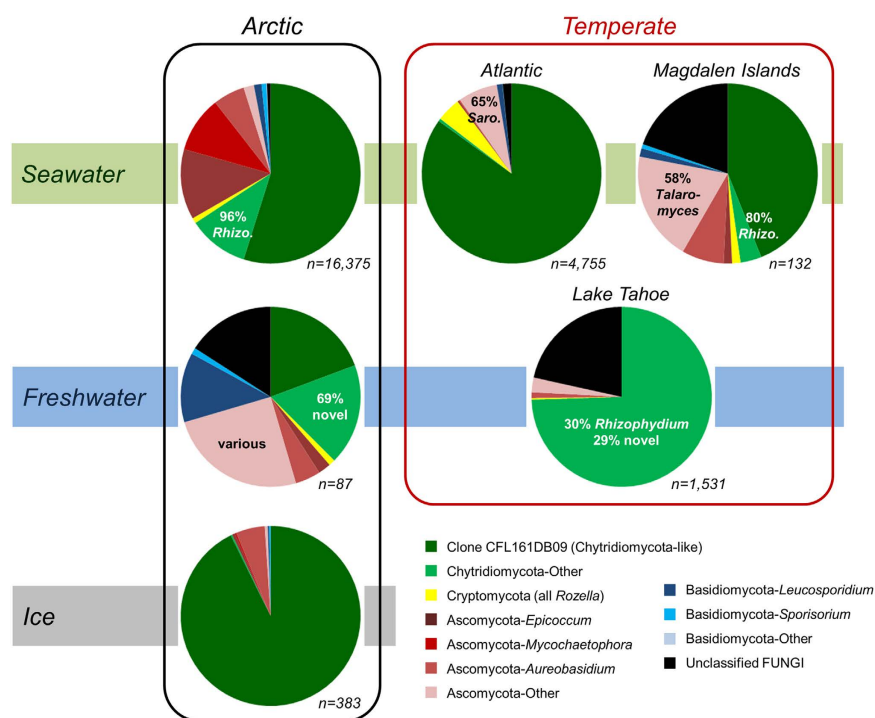 Arctic
Temperate
Atlantic
Magdalen Islands
Seawater
96%
Rhizo.
n=16,375
65%
Saro.
n=4,755
58%
Talaro-
myces
80%
Rhizo.
n=132
Lake Tahoe
Freshwater
69%
novel
various
n=87
30% Rhizophydium
29% novel
n=1,531
Ice
n=383
Clone CFL161DB09 (Chytridiomycota-like)
Chytridiomycota-Other
Cryptomycota (all Rozella)
Ascomycota-Epicoccum
Ascomycota-Mycochaetophora
Ascomycota-Aureobasidium
Ascomycota-Other
Basidiomycota-Leucosporidium
Basidiomycota-Sporisorium
Basidiomycota-Other
Unclassified FUNGI